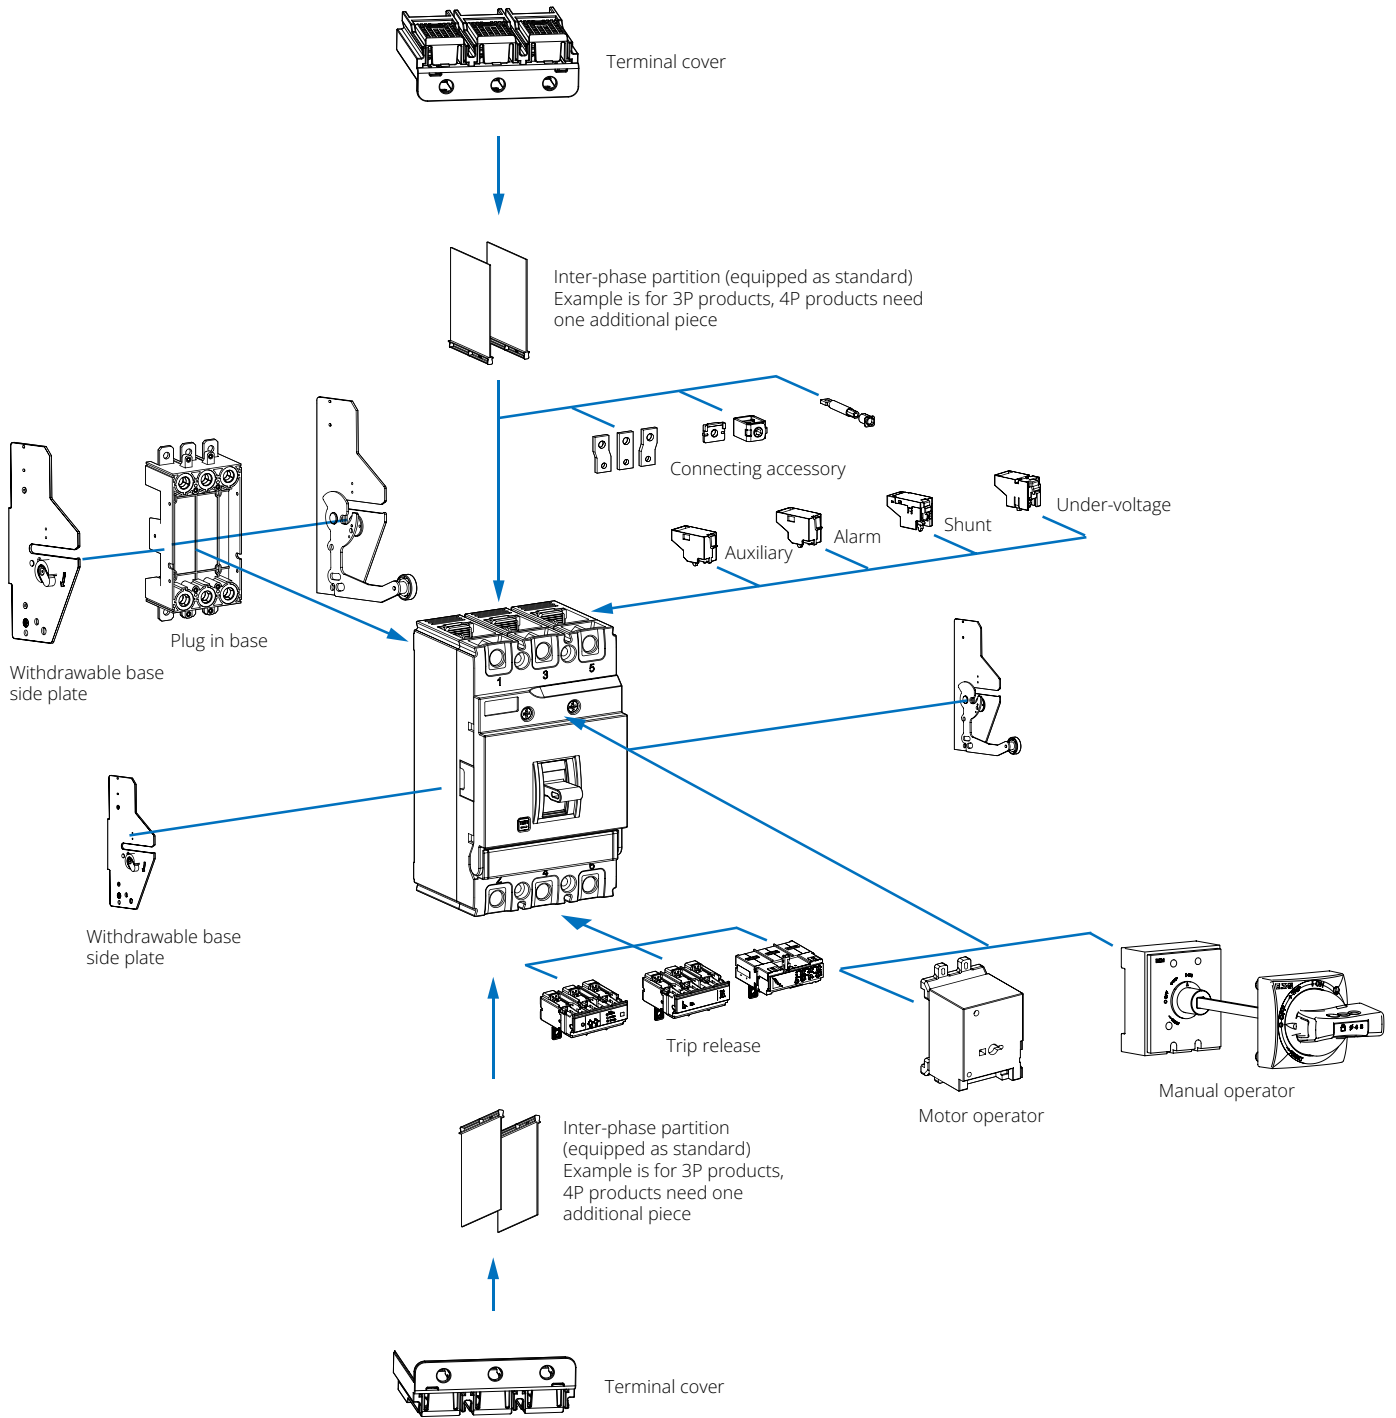 Terminal cover
Inter-phase partition (equipped as standard)
Example is for 3P products, 4P products need
one additional piece
Connecting accessory
Under-voltage
Shunt
Alarm
Auxiliary
Plug in base
Withdrawable base
side plate
1
3
5
Withdrawable base
side plate
2
4
6
Trip release
Motor operator
Manual operator
Inter-phase partition
(equipped as standard)
Example is for 3P products,
4P products need one
additional piece
Terminal cover